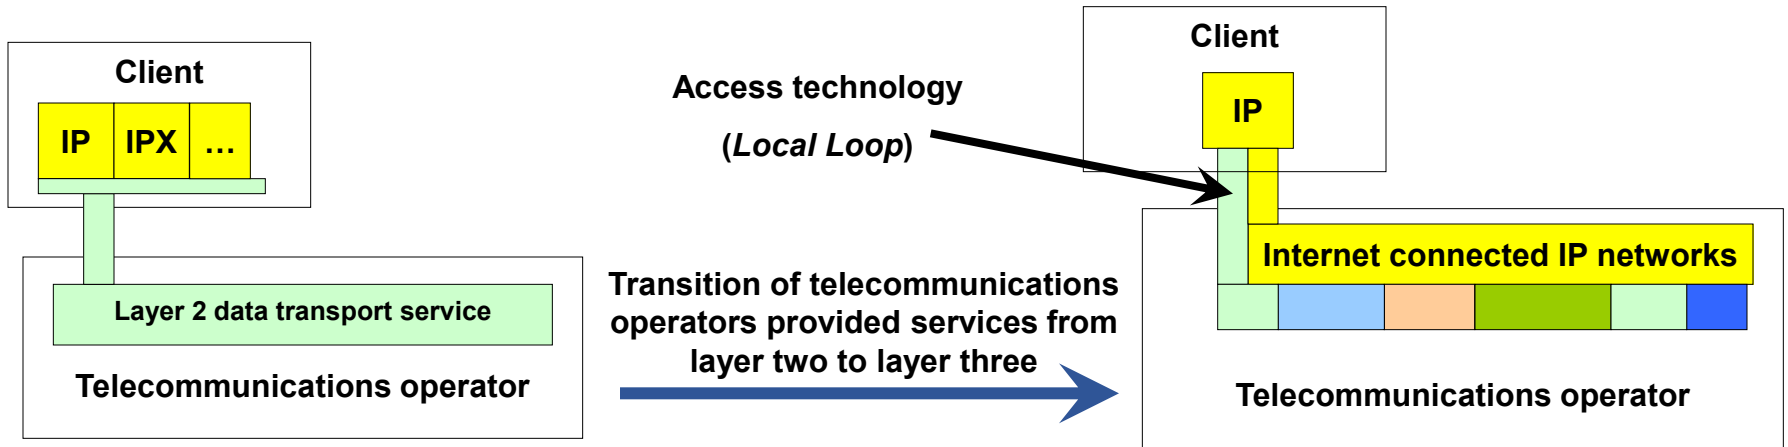 Client
IP
IPX
…
Layer 2 data transport service
Telecommunications operator
Access technology
(Local Loop)
Transition of telecommunications
operators provided services from
layer two to layer three
Client
IP
Internet connected IP networks
Telecommunications operator